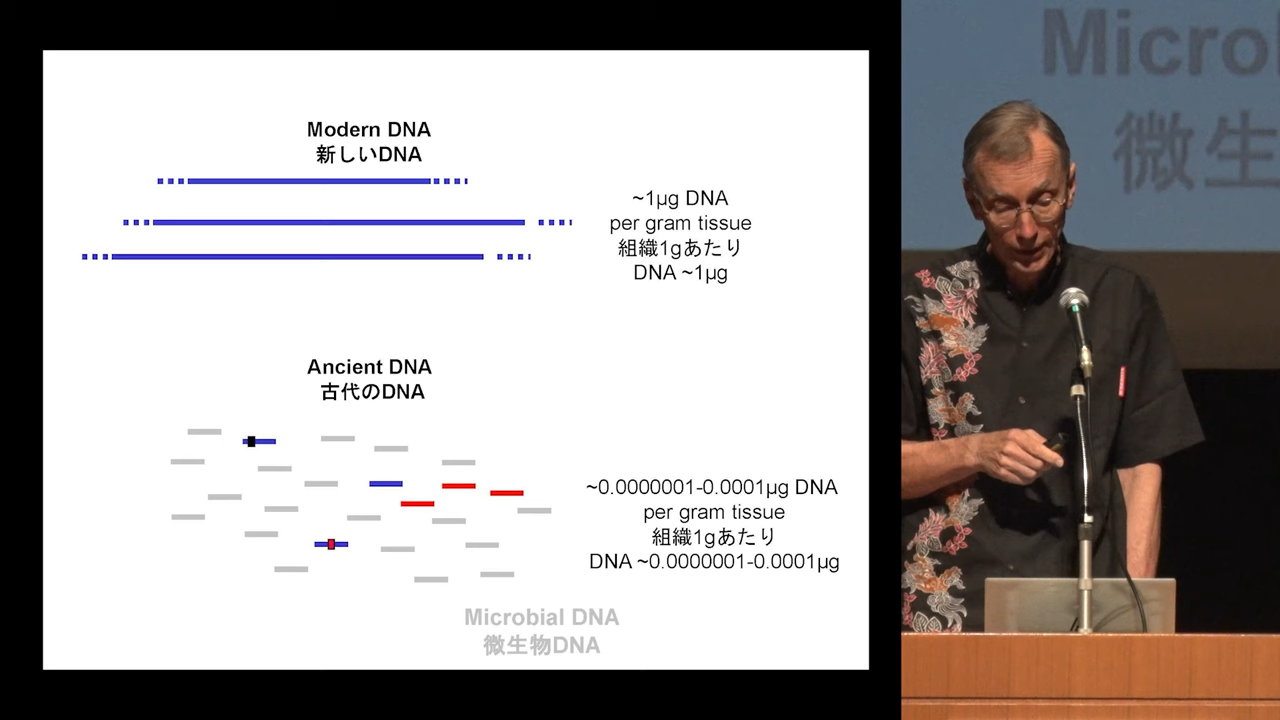 Modern DNA
新しいDNA
~1µg DNA
per gram tissue
組織1gあたり
DNA ~1µg
Ancient DNA
古代のDNA
~0.0000001-0.0001µg DNA
per gram tissue
組織1gあたり
DNA ~0.0000001-0.0001µg
Microbial DNA
微生物DNA
Micro
微生